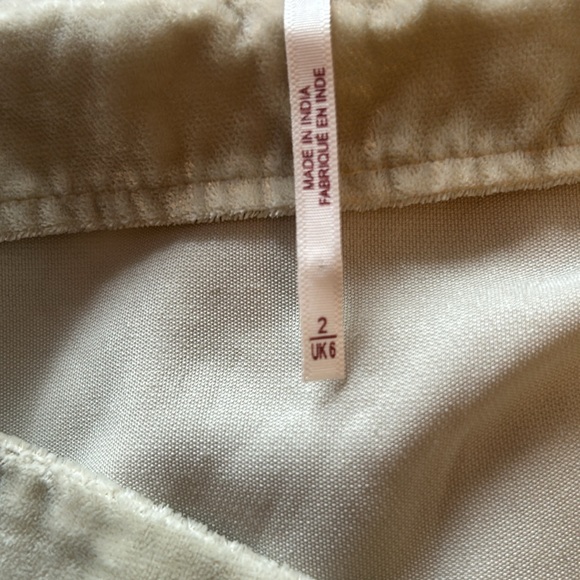 MADE IN INDIA
FABRIQUÉ EN INDE
2
UK 6